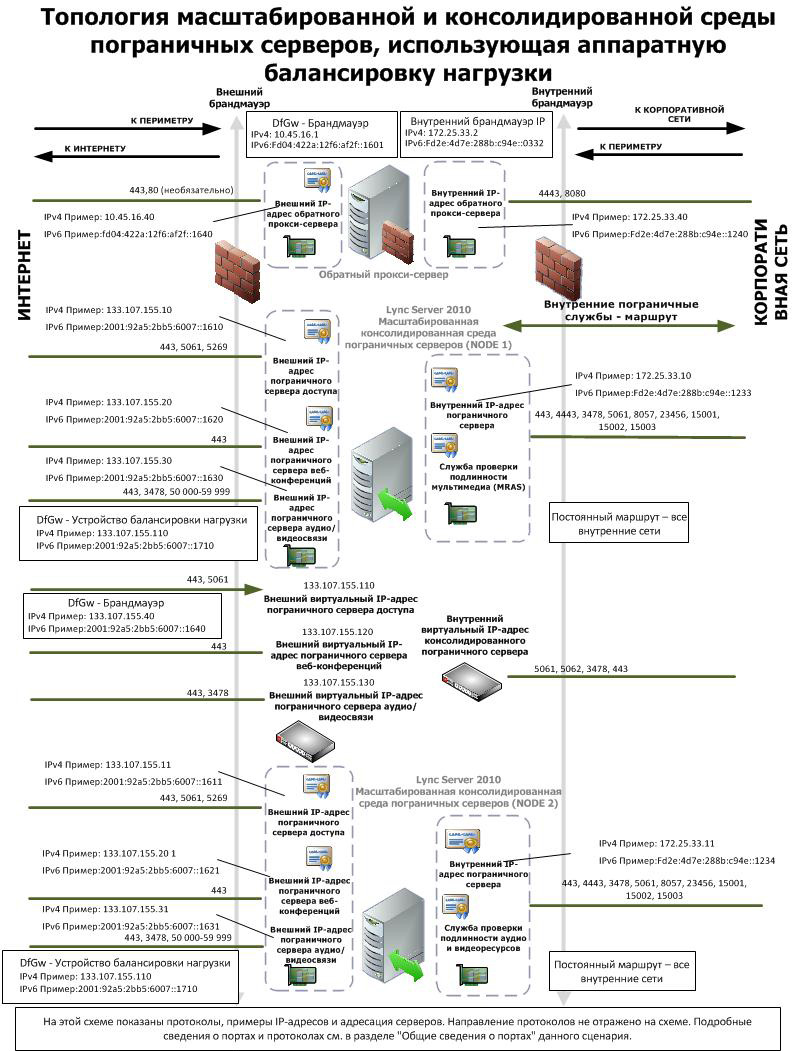 Топология масштабированной и консолидированной среды
пограничных серверов, использующая аппаратную
балансировку нагрузки
Внешний
брандмауэр
Внутренний
брандмауэр
К ПЕРИМЕТРУ
К ИНТЕРНЕТУ
DfGw - Брандмауэр
IPv4: 10.45.16.1
IPv6:Fd04:422a:12f6:af2f::1601
Внутренний брандмауэр IP
IPv4: 172.25.33.2
IPv6:Fd2e:4d7e:288b:c94e::0332
К КОРПОРАТИВНОЙ
СЕТИ
К ПЕРИМЕТРУ
443,80 (необязательно)
IPv4 Пример: 10.45.16.40
IPv6 Пример:fd04:422a:12f6:af2f::1640
Внешний IP-
адрес обратного
прокси-сервера
Внутренний IP-
адрес обратного
прокси-сервера
4443, 8080
IPv4 Пример: 172.25.33.40
IPv6 Пример:Fd2e:4d7e:288b:c94e::1240
Обратный прокси-сервер
ИНТЕРНЕТ
КОРПОРАТИ
ВНАЯ СЕТЬ
Внутренние пограничные
службы - маршрут
Lync Server 2010
Масштабированная
консолидированная среда
пограничных серверов (NODE 1)
IPv4 Пример: 133.107.155.10
IPv6 Пример:2001:92a5:2bb5:6007::1610
443, 5061, 5269
Внешний IP-
адрес
пограничного
сервера доступа
IPv4 Пример: 133.107.155.20
IPv6 Пример:2001:92a5:2bb5:6007::1620
443
Внешний IP-
адрес
пограничного
сервера веб-
конференций
IPv4 Пример: 133.107.155.30
IPv6 Пример:2001:92a5:2bb5:6007::1630
443, 3478, 50 000-59 999
Внешний IP-
адрес
пограничного
сервера аудио/
видеосвязи
IPv4 Пример: 172.25.33.10
IPv6 Пример:Fd2e:4d7e:288b:c94e::1233
Внутренний IP-адрес
пограничного
сервера
443, 4443, 3478, 5061, 8057, 23456, 15001,
15002, 15003
Служба проверки
подлинности
мультимедиа (MRAS)
DfGw - Устройство балансировки нагрузки
IPv4 Пример: 133.107.155.110
IPv6 Пример:2001:92a5:2bb5:6007::1710
Постоянный маршрут – все
внутренние сети
443, 5061
133.107.155.110
Внешний виртуальный IP-адрес
пограничного сервера доступа
DfGw - Брандмауэр
IPv4 Пример: 133.107.155.40
IPv6 Пример:2001:92a5:2bb5:6007::1640
443
133.107.155.120
Внешний виртуальный IP-
адрес пограничного сервера
веб-конференций
Внутренний
виртуальный IP-адрес
консолидированного
пограничного сервера
5061, 5062, 3478, 443
443, 3478
133.107.155.130
Внешний виртуальный IP-адрес
пограничного сервера аудио/
видеосвязи
Lync Server 2010
Масштабированная консолидированная
среда пограничных серверов (NODE 2)
IPv4 Пример: 133.107.155.11
IPv6 Пример:2001:92a5:2bb5:6007::1611
443, 5061, 5269
Внешний IP-адрес
пограничного
сервера доступа
IPv4 Пример: 133.107.155.20 1
IPv6 Пример:2001:92a5:2bb5:6007::1621
443
Внешний IP-адрес
пограничного
сервера веб-
конференций
IPv4 Пример: 133.107.155.31
IPv6 Пример:2001:92a5:2bb5:6007::1631
443, 3478, 50 000-59 999
Внешний IP-адрес
пограничного
сервера аудио/
видеосвязи
IPv4 Пример: 172.25.33.11
IPv6 Пример:Fd2e:4d7e:288b:c94e::1234
Внутренний IP-
адрес пограничного
сервера
443, 4443, 3478, 5061, 8057, 23456, 15001,
15002, 15003
Служба проверки
подлинности аудио
и видеоресурсов
DfGw - Устройство балансировки нагрузки
IPv4 Пример: 133.107.155.110
IPv6 Пример:2001:92a5:2bb5:6007::1710
Постоянный маршрут – все
внутренние сети
На этой схеме показаны протоколы, примеры IP-адресов и адресация серверов. Направление протоколов не отражено на схеме. Подробные
сведения о портах и протоколах см. в разделе "Общие сведения о портах" данного сценария.